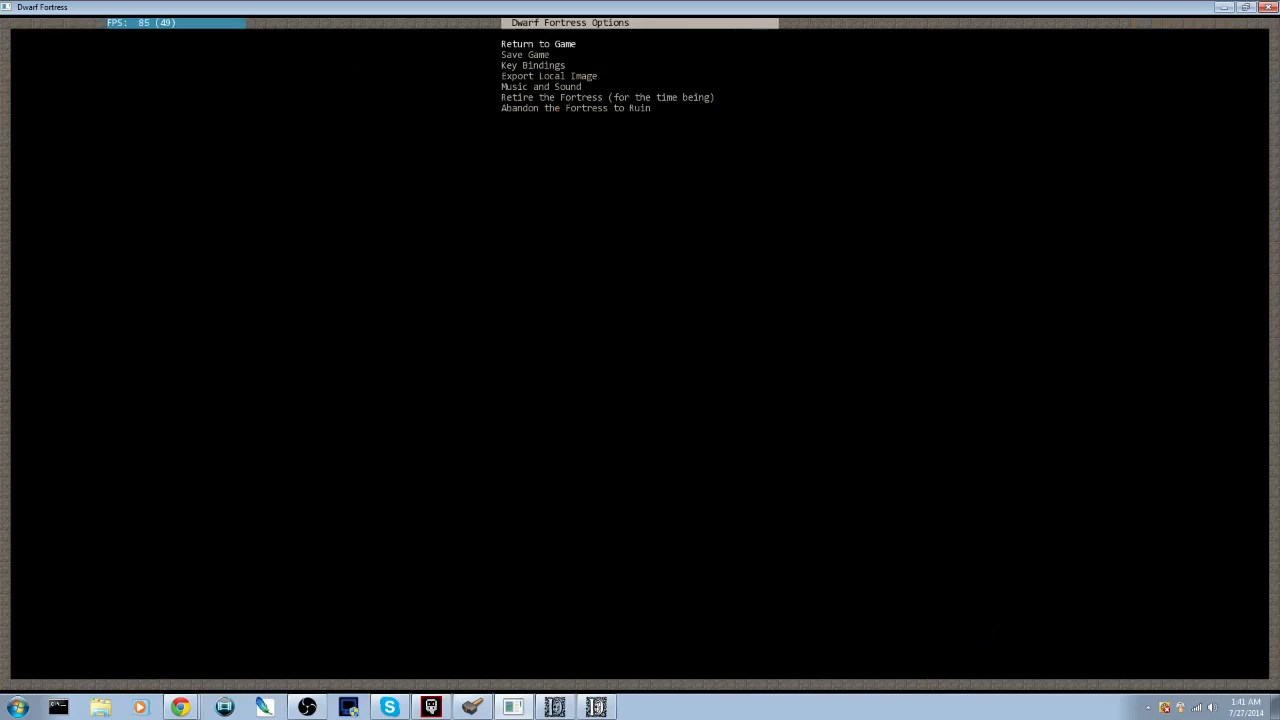 Dwarf Fortress
FPS: 85 (49)
Dwarf Fortress Options
Return to Game
Save Game
Key Bindings
Export Local Image
Music and Sound
Retire the Fortress (for the time being)
Abandon the Fortress to Ruin
1:41 AM
7/27/2014